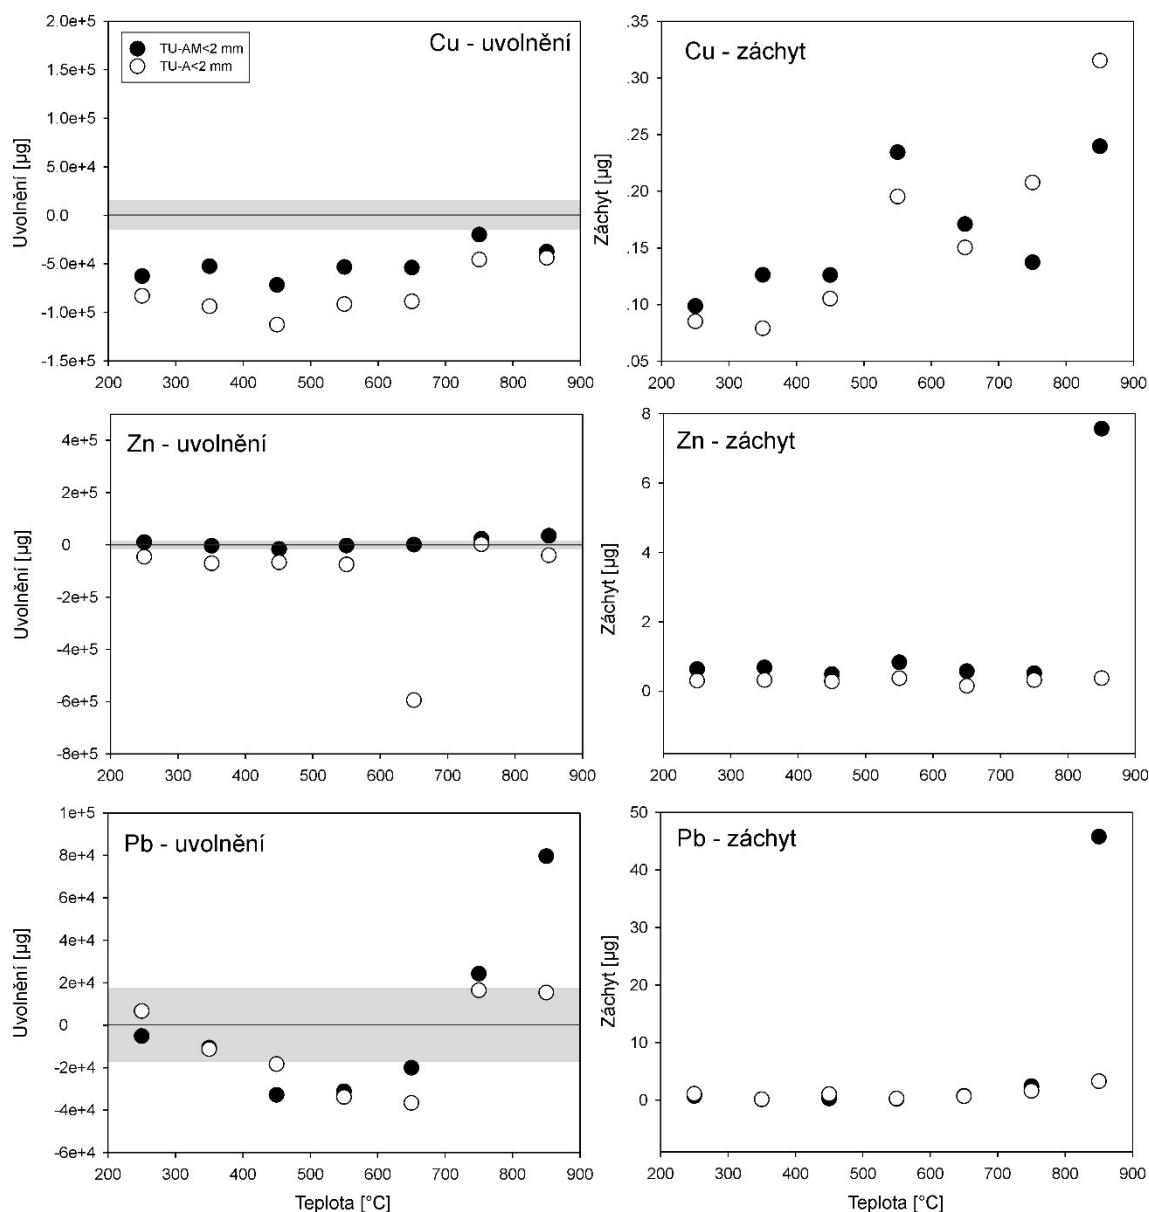 Cu - uvolnění
TU-AM<2 mm
TU-A<2 mm
Uvolnění [µg]
2.0e+5
1.5e+5
1.0e+5
5.0e+4
0.0
-5.0e+4
-1.0e+5
-1.5e+5
200 300 400 500 600 700 800 900
Cu - záchyt
Záchyt [µg]
.35
.30
.25
.20
.15
.10
.05
200 300 400 500 600 700 800 900
Zn - uvolnění
Uvolnění [µg]
4e+5
2e+5
0
-2e+5
-4e+5
-6e+5
-8e+5
200 300 400 500 600 700 800 900
Zn - záchyt
Záchyt [µg]
8
6
4
2
0
200 300 400 500 600 700 800 900
Pb - uvolnění
Uvolnění [µg]
1e+5
8e+4
6e+4
4e+4
2e+4
0
-2e+4
-4e+4
-6e+4
200 300 400 500 600 700 800 900
Teplota [°C]
Pb - záchyt
Záchyt [µg]
50
40
30
20
10
0
200 300 400 500 600 700 800 900
Teplota [°C]